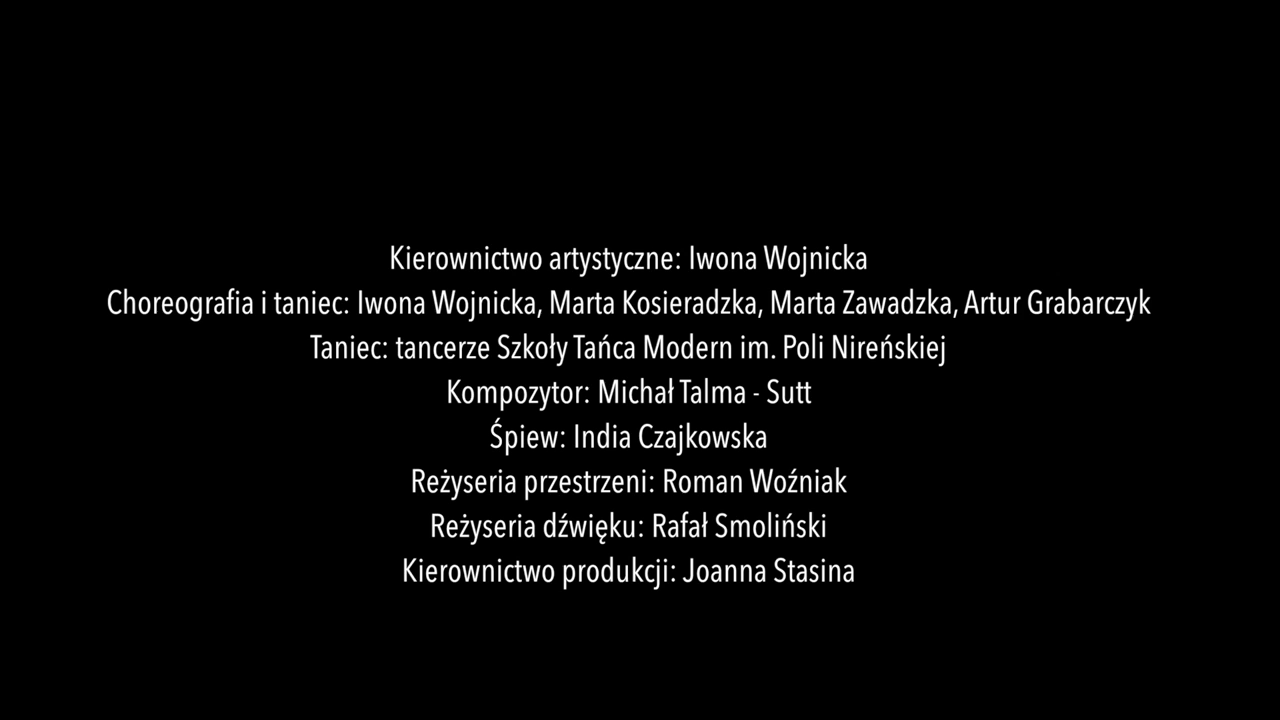 Kierownictwo artystyczne: Iwona Wojnicka
Choreografia i taniec: Iwona Wojnicka, Marta Kosieradzka, Marta Zawadzka, Artur Grabarczyk
Taniec: tancerze Szkoły Tańca Modern im. Poli Nireńskiej
Kompozytor: Michał Talma - Sutt
Śpiew: India Czajkowska
Reżyseria przestrzeni: Roman Woźniak
Reżyseria dźwięku: Rafał Smoliński
Kierownictwo produkcji: Joanna Stasina